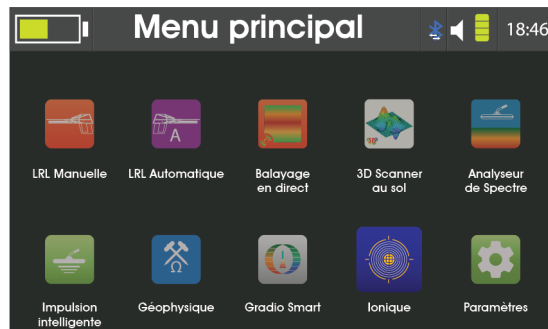 Menu principal
18:46
LRL Manuelle
LRL Automatique
Balayage
en direct
3D Scanner
au sol
Analyseur
de Spectre
A
Impulsion
intelligente
Géophysique
Gradio Smart
Ionique
Paramètres
Ω